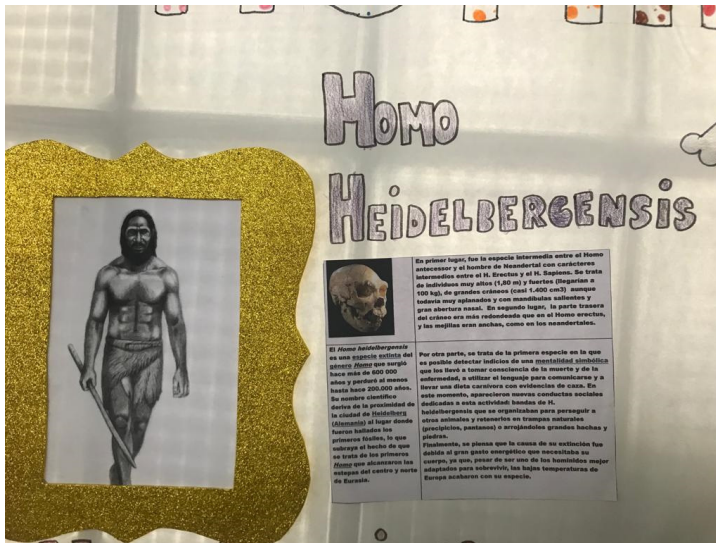 HOMO
HEIDELBERGENSIS
En primer lugar, fue la especie intermedia entre el Homo
antecessor y el hombre de Neandertal con carácteres
intermedios entre el H. Erectus y el H. Sapiens. Se trata
de individuos muy altos (1,80 m) y fuertes (llegarían a
100 kg), de grandes cráneos (casi 1.400 cm3) aunque
todavía muy aplanados y con mandíbulas salientes y
gran abertura nasal. En segundo lugar, la parte trasera
del cráneo era más redondeada que en el Homo erectus,
y las mejillas eran anchas, como en los neandertales.
El Homo heidelbergensis
es una especie extinta del
género Homo que surgió
hace más de 600 000
años y perduró al menos
hasta hace 200.000 años.
Su nombre científico
deriva de la proximidad de
la ciudad de Heidelberg
(Alemania) al lugar donde
fueron hallados los
primeros fósiles, lo que
subraya el hecho de que
se trata de los primeros
Homo que alcanzaron las
estepas del centro y norte
de Eurasia.
Por otra parte, se trata de la primera especie en la que
es posible detectar indicios de una mentalidad simbólica
que los llevó a tomar consciencia de la muerte y de la
enfermedad, a utilizar el lenguaje para comunicarse y a
llevar una dieta carnívora con evidencias de caza. En
este momento, aparecieron nuevas conductas sociales
dedicadas a esta actividad: bandas de H.
heidelbergensis que se organizaban para perseguir a
otros animales y retenerlos en trampas naturales
(precipicios, pantanos) o arrojándoles grandes hachas y
piedras.
Finalmente, se piensa que la causa de su extinción fue
debida al gran gasto energético que necesitaba su
cuerpo, ya que, pesar de ser uno de los homínidos mejor
adaptados para sobrevivir, las bajas temperaturas de
Europa acabaron con su especie.